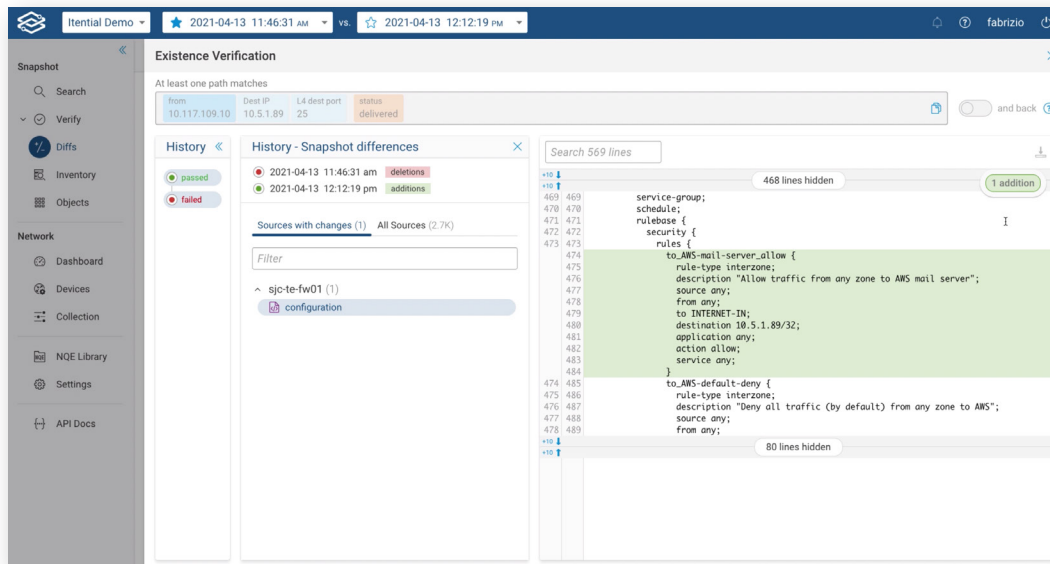 Itential Demo
2021-04-13 11:46:31 AM
vs.
2021-04-13 12:12:19 PM
fabrizio
Snapshot
Search
Verify
Diffs
Inventory
Objects
Network
Dashboard
Devices
Collection
NQE Library
Settings
API Docs
Existence Verification
At least one path matches
from
10.117.109.10
Dest IP
10.5.1.89
L4 dest port
25
status
delivered
and back
History
passed
failed
History - Snapshot differences
2021-04-13 11:46:31 am deletions
2021-04-13 12:12:19 pm additions
Sources with changes (1) All Sources (2.7K)
Filter
sjc-te-fw01 (1)
configuration
Search 569 lines
+10
+10
468 lines hidden
1 addition
469 469 service-group;
470 470 schedule;
471 471 rulebase {
472 472 security {
473 473 rules {
474 to_AWS-mail-server_allow {
475 rule-type interzone;
476 description "Allow traffic from any zone to AWS mail server";
477 source any;
478 from any;
479 to INTERNET-IN;
480 destination 10.5.1.89/32;
481 application any;
482 action allow;
483 service any;
484 }
474 485 to_AWS-default-deny {
475 486 rule-type interzone;
476 487 description "Deny all traffic (by default) from any zone to AWS";
477 488 source any;
478 489 from any;
+10
+10
80 lines hidden